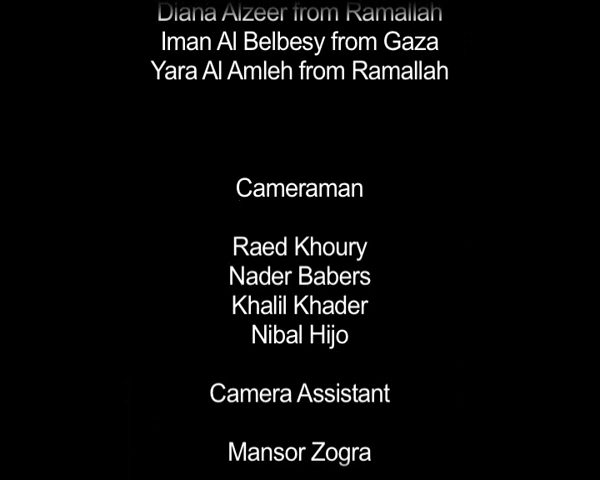 Diana Alzeer from Ramallah
Iman Al Belbesy from Gaza
Yara Al Amleh from Ramallah
Cameraman
Raed Khoury
Nader Babers
Khalil Khader
Nibal Hijo
Camera Assistant
Mansor Zogra